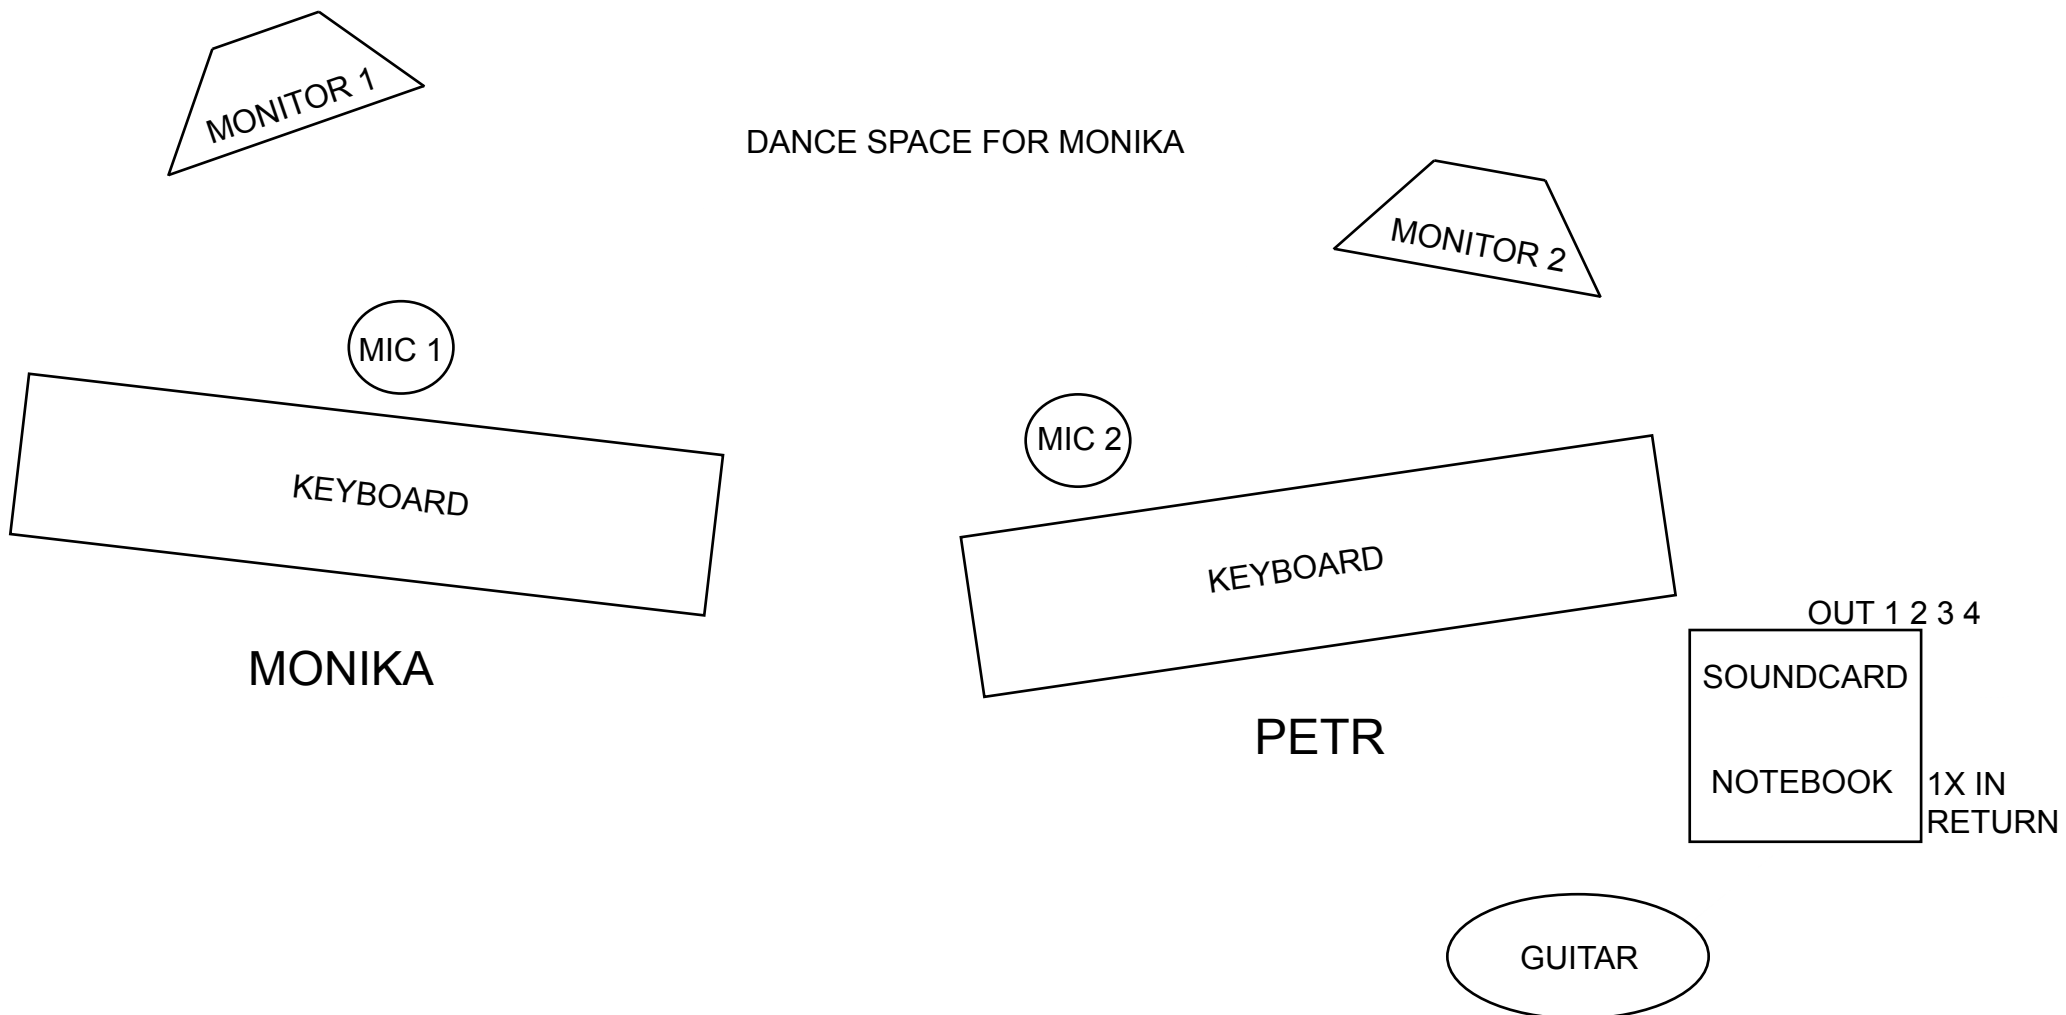 MONITOR 1
DANCE SPACE FOR MONIKA
MONITOR 2
MIC 1
MIC 2
KEYBOARD
KEYBOARD
MONIKA
PETR
OUT 1 2 3 4
SOUNDCARD
NOTEBOOK
1X IN
RETURN
GUITAR